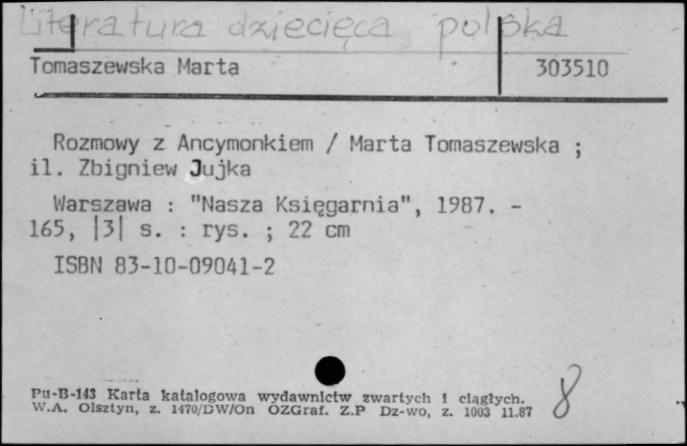 Literatura dziecięca polska
Tomaszewska Marta 303510
Rozmowy z Ancymonkiem / Marta Tomaszewska ;
il. Zbigniew Jujka
Warszawa : "Nasza Księgarnia", 1987. -
165, |3| s. : rys. ; 22 cm
ISBN 83-10-09041-2
Pu-B-143 Karta katalogowa wydawnictw zwartych i ciągłych.
W.A. Olsztyn, z. 1470/DW/On OZGraf. Z.P Dz-wo, z. 1003 11.87
8